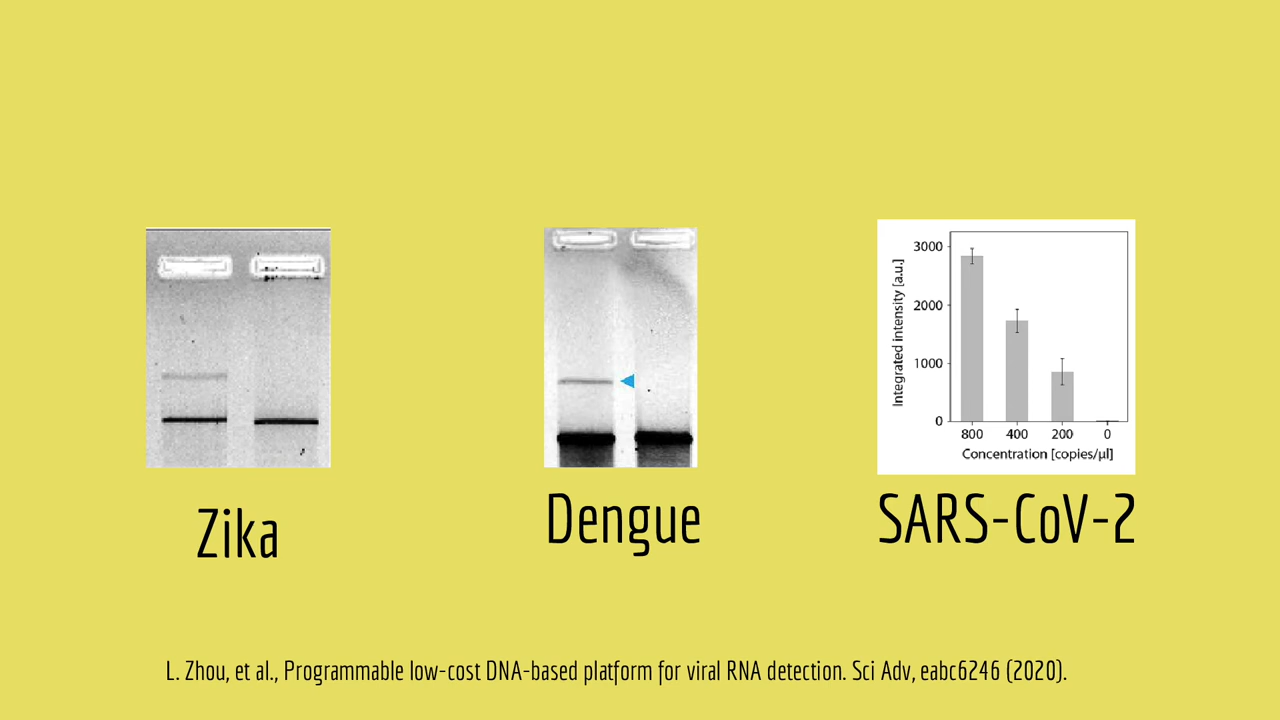 3000
2000
1000
0
Integrated intensity [a.u.]
800 400 200 0
Concentration [copies/µl]
Zika
Dengue
SARS-CoV-2
L. Zhou, et al., Programmable low-cost DNA-based platform for viral RNA detection. Sci Adv, eabc6246 (2020).